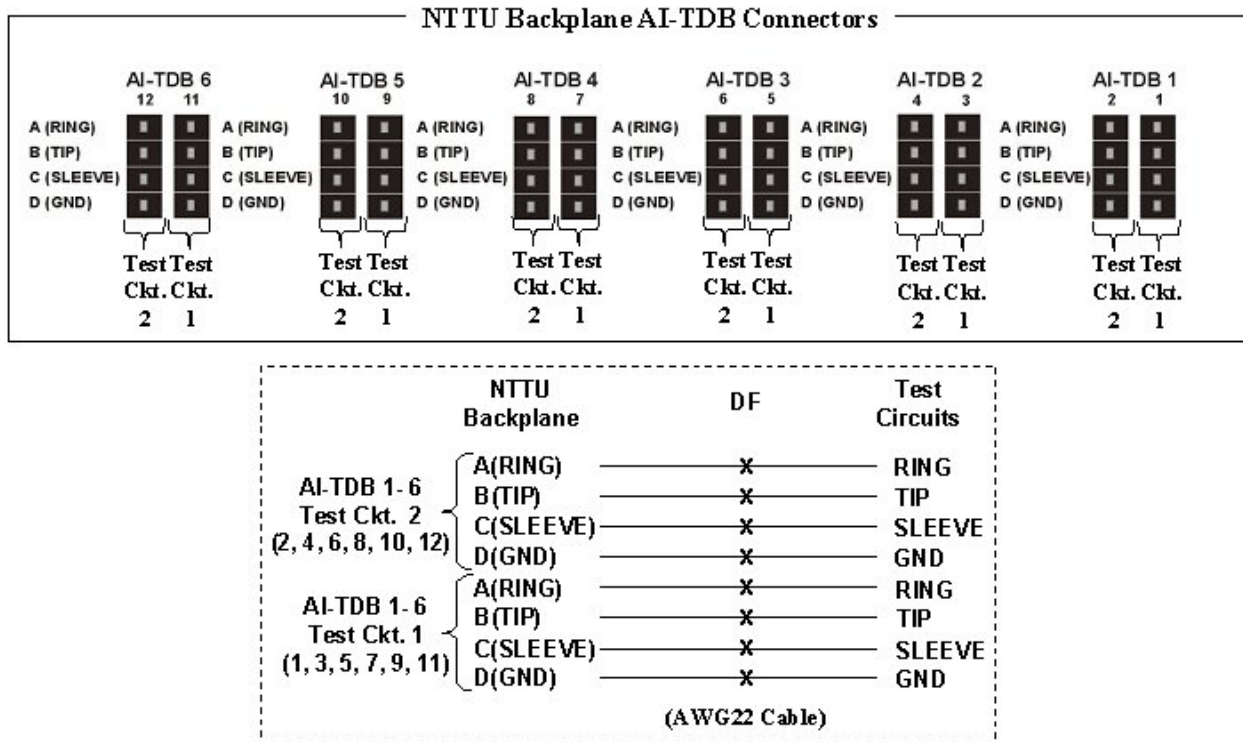 NTTU Backplane AI-TDB Connectors
AI-TDB 6 AI-TDB 5 AI-TDB 4 AI-TDB 3 AI-TDB 2 AI-TDB 1
12 11 10 9 8 7 6 5 4 3 2 1
A (RING) A (RING) A (RING) A (RING) A (RING) A (RING)
B (TIP) B (TIP) B (TIP) B (TIP) B (TIP) B (TIP)
C (SLEEVE) C (SLEEVE) C (SLEEVE) C (SLEEVE) C (SLEEVE) C (SLEEVE)
D (GND) D (GND) D (GND) D (GND) D (GND) D (GND)
Test Test Test Test Test Test Test Test Test Test Test Test
Ckt. Ckt. Ckt. Ckt. Ckt. Ckt. Ckt. Ckt. Ckt. Ckt. Ckt. Ckt.
2 1 2 1 2 1 2 1 2 1 2 1
NTTU
Backplane
DF
Test
Circuits
AI-TDB 1-6
Test Ckt. 2
(2, 4, 6, 8, 10, 12)
A(RING) X RING
B(TIP) X TIP
C(SLEEVE) X SLEEVE
D(GND) X GND
AI-TDB 1-6
Test Ckt. 1
(1, 3, 5, 7, 9, 11)
A(RING) X RING
B(TIP) X TIP
C(SLEEVE) X SLEEVE
D(GND) X GND
(AWG22 Cable)